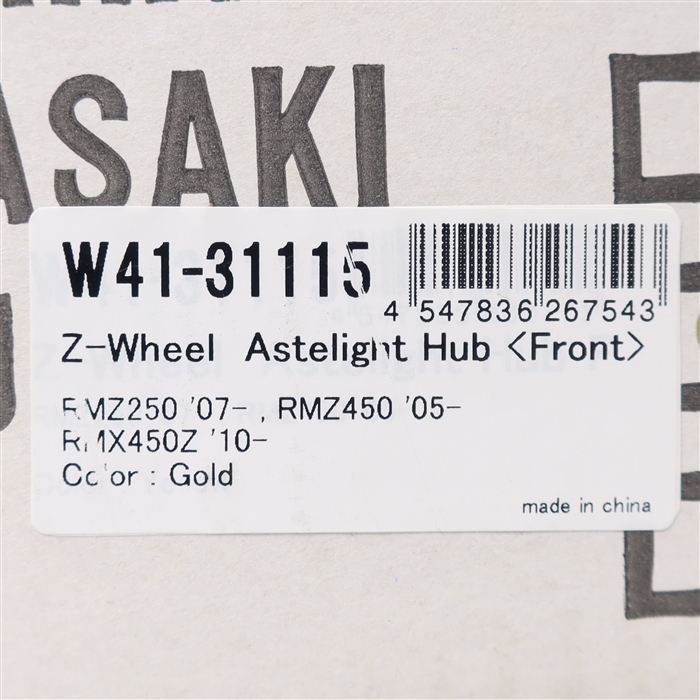 ASAKI
W41-31115
4 547836 267543
Z-Wheel Astelight Hub <Front>
RMZ250 '07- , RMZ450 '05-
RMX450Z '10-
Color : Gold
made in china